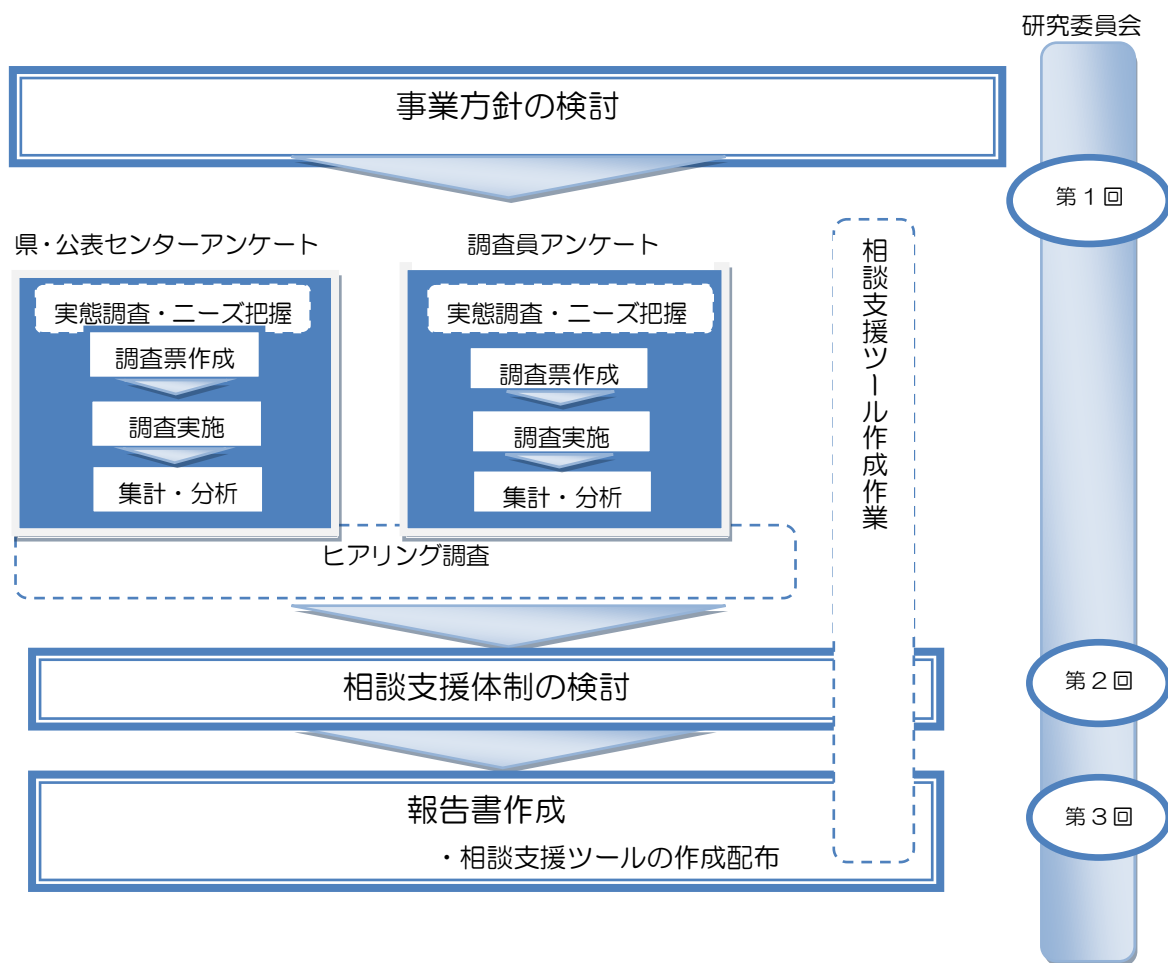 研究委員会
事業方針の検討
第１回
県・公表センターアンケート
実態調査・ニーズ把握
調査票作成
調査実施
集計・分析
調査員アンケート
実態調査・ニーズ把握
調査票作成
調査実施
集計・分析
相談支援ツール作成作業
ヒアリング調査
相談支援体制の検討
第２回
報告書作成
・相談支援ツールの作成配布
第３回